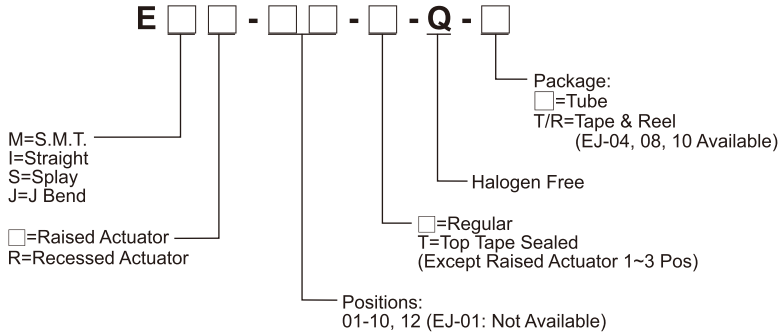 E□□-□□-□-Q-□
Package:
□=Tube
T/R=Tape & Reel
(EJ-04, 08, 10 Available)
M=S.M.T.
I=Straight
S=Splay
J=J Bend
Halogen Free
□=Raised Actuator
R=Recessed Actuator
□=Regular
T=Top Tape Sealed
(Except Raised Actuator 1~3 Pos)
Positions:
01-10, 12 (EJ-01: Not Available)